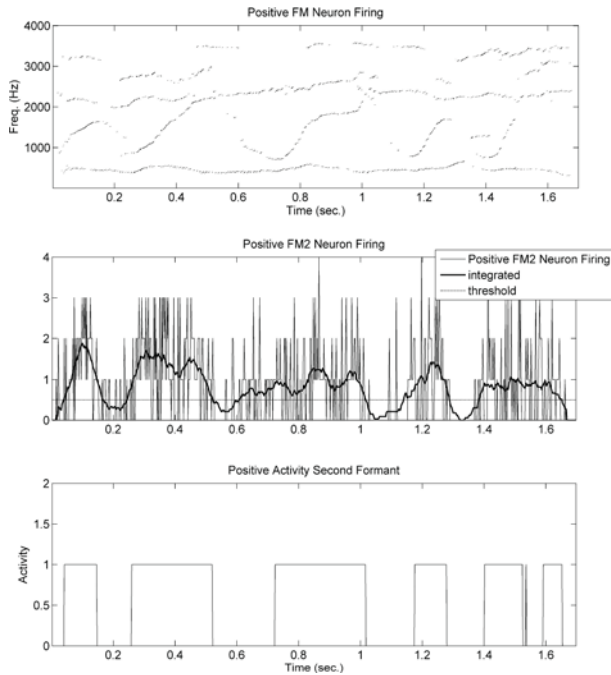 Positive FM Neuron Firing
Freq. (Hz)
4000
3000
2000
1000
0.2 0.4 0.6 0.8 1 1.2 1.4 1.6
Time (sec.)
Positive FM2 Neuron Firing
Positive FM2 Neuron Firing
integrated
threshold
4
3
2
1
0
0.2 0.4 0.6 0.8 1 1.2 1.4 1.6
Positive Activity Second Formant
Activity
2
1.5
1
0.5
0
0.2 0.4 0.6 0.8 1 1.2 1.4 1.6
Time (sec.)